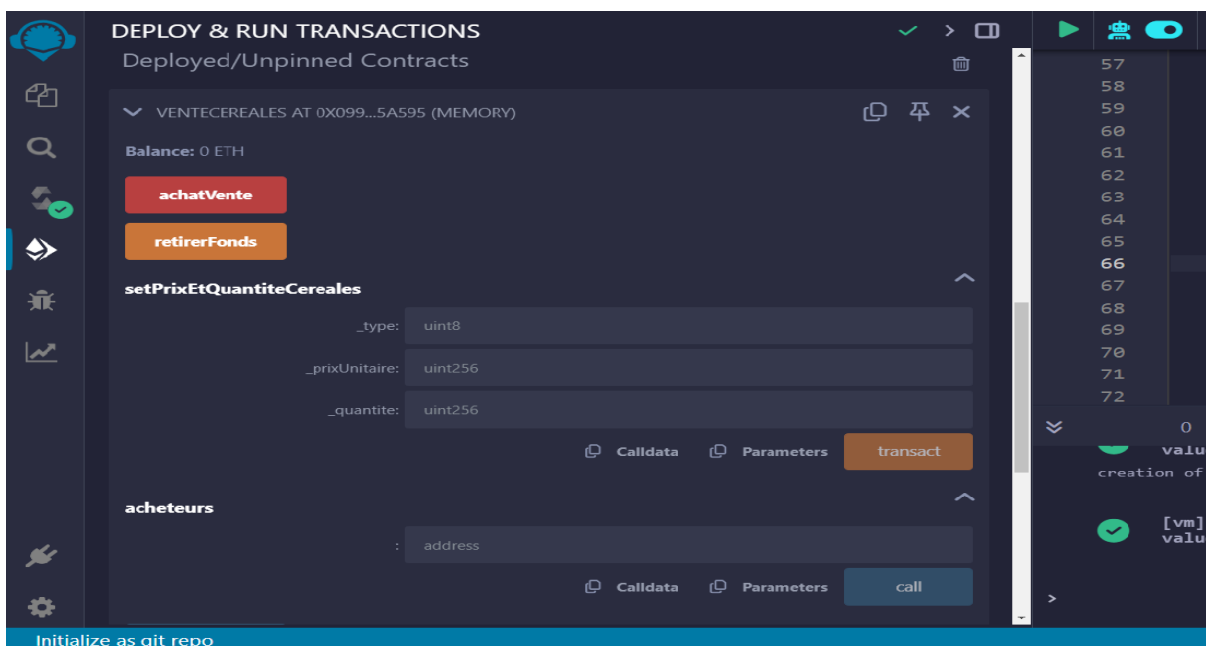 DEPLOY & RUN TRANSACTIONS
Deployed/Unpinned Contracts
VENTECEREALES AT 0X099...5A595 (MEMORY)
Balance: 0 ETH
achatVente
retirerFonds
setPrixEtQuantiteCereales
_type: uint8
_prixUnitaire: uint256
_quantite: uint256
Calldata Parameters transact
acheteurs
: address
Calldata Parameters call
Initialize as git repo
57
58
59
60
61
62
63
64
65
66
67
68
69
70
71
72
0
valu
creation of
[vm]
valu
>